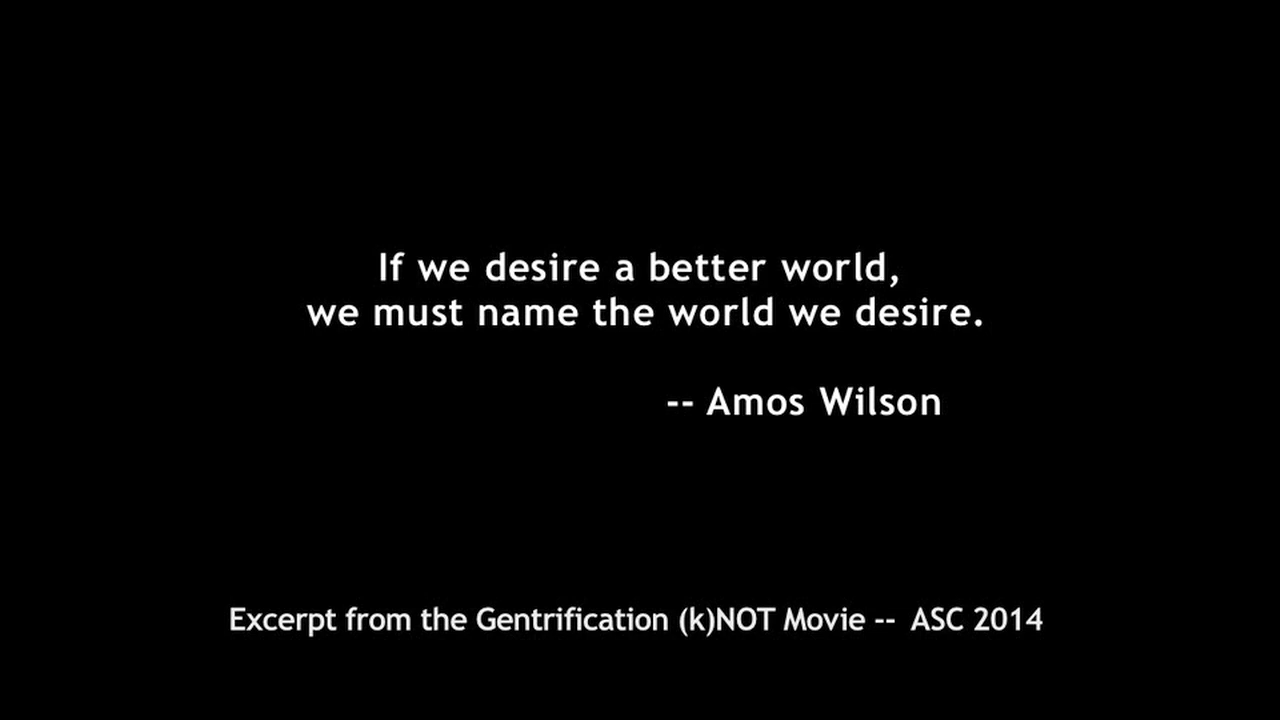 If we desire a better world,
we must name the world we desire.
-- Amos Wilson
Excerpt from the Gentrification (k)NOT Movie -- ASC 2014